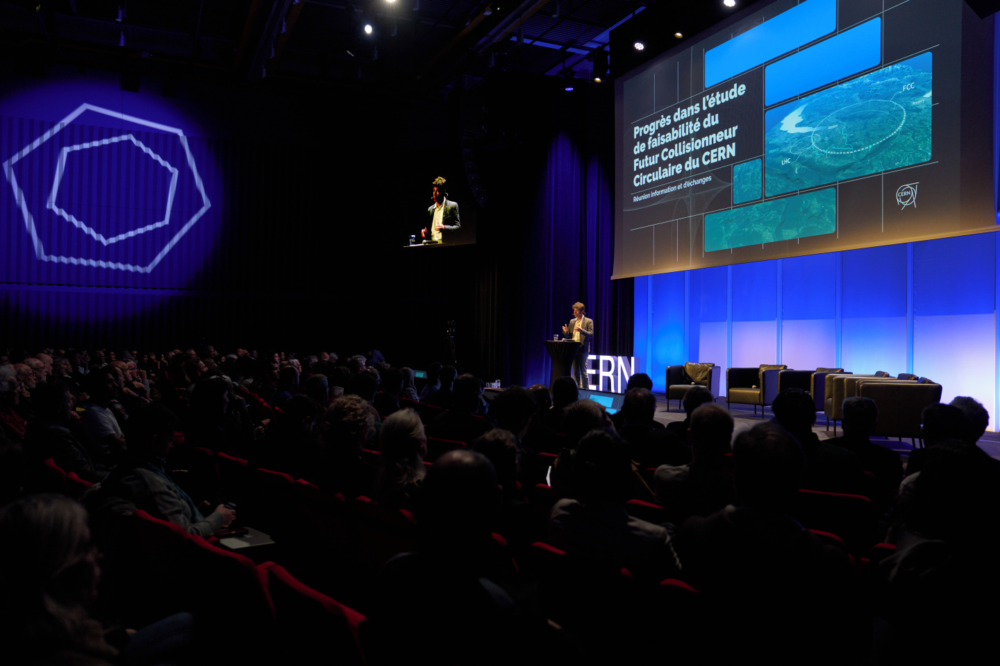 Progrès dans l'étude
de faisabilité du
Futur Collisionneur
Circulaire du CERN
Réunion information et d'échanges
FCC
LHC
CERN
ERN